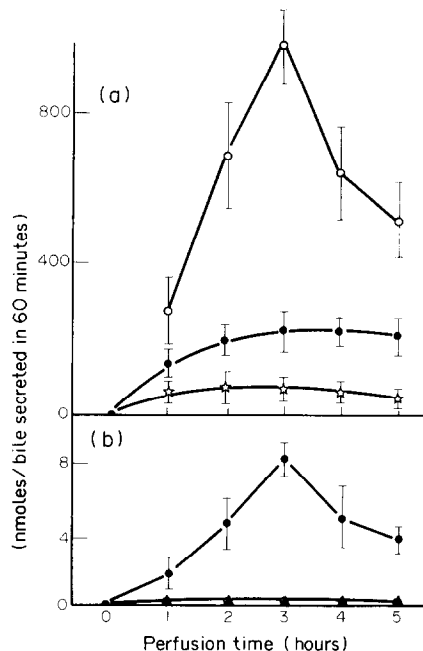 (a)
800
400
0
(b)
8
4
0
0 1 2 3 4 5
Perfusion time (hours)
(nmoles/bile secreted in 60 minutes)